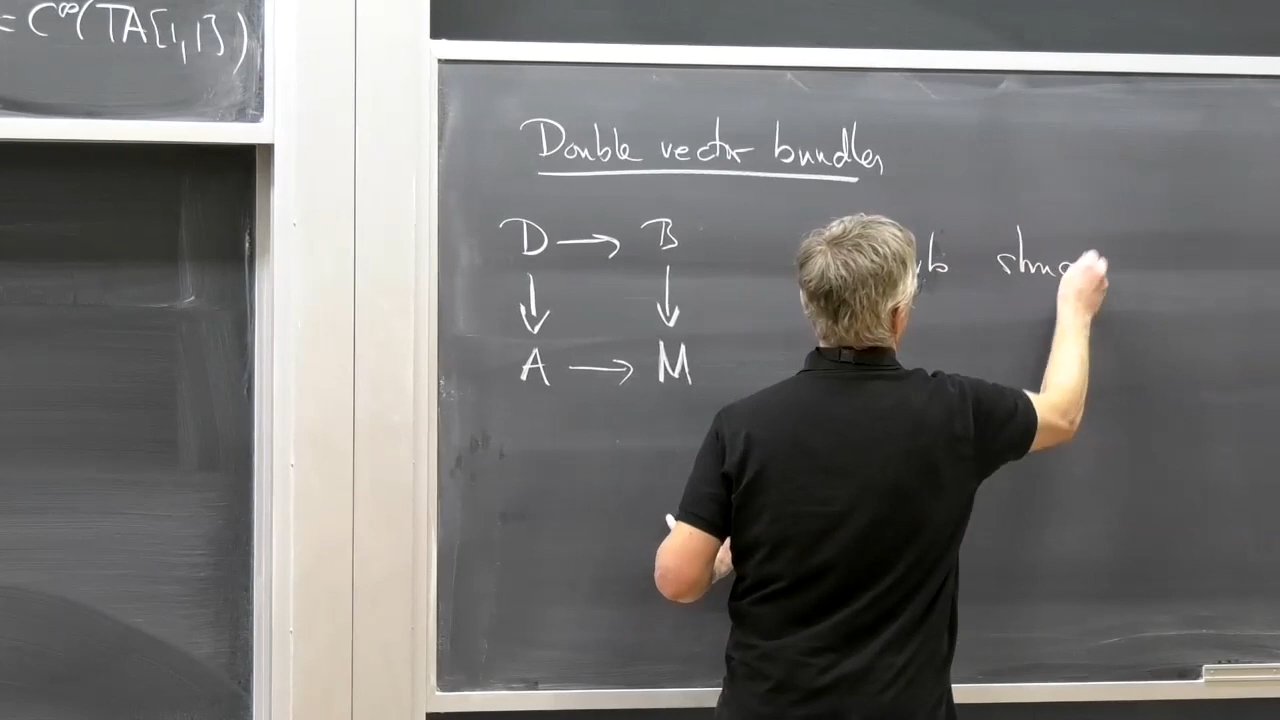 = C^∞(TA[1,1])
Double vector bundles
D → B
↓ ↓
A → M